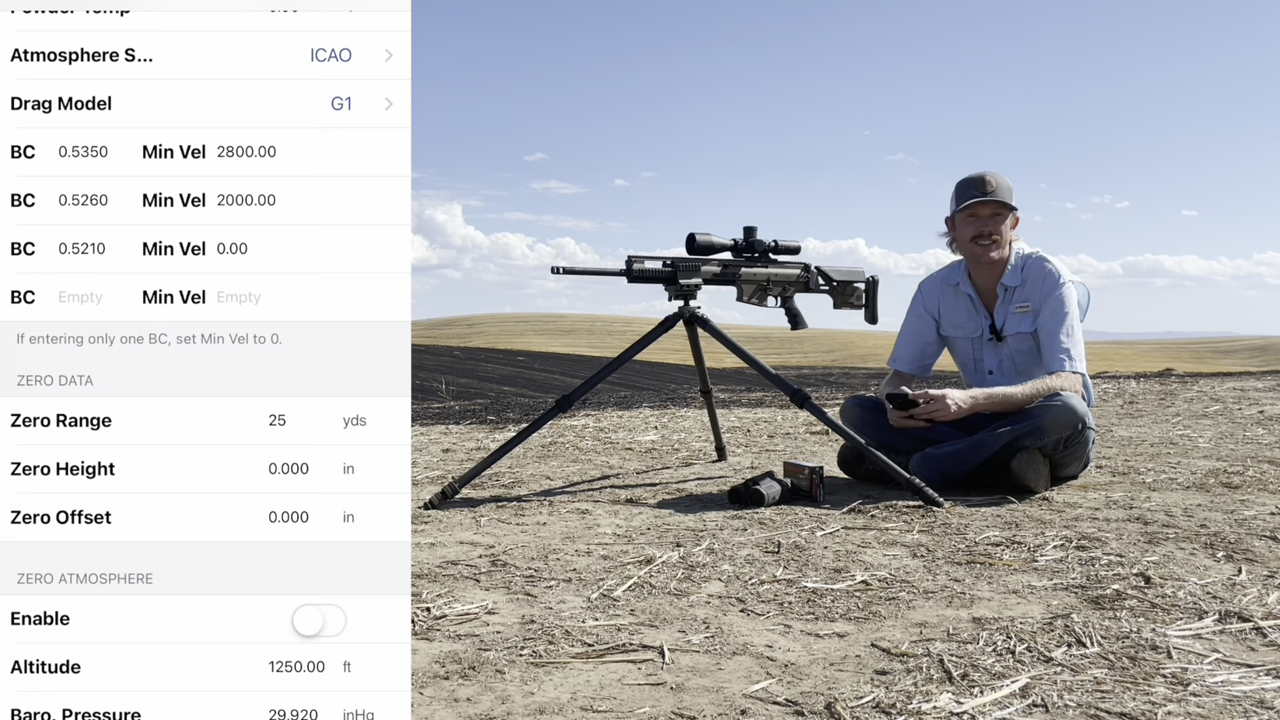 Powder Temp
Atmosphere S... ICAO
Drag Model G1
BC 0.5350 Min Vel 2800.00
BC 0.5260 Min Vel 2000.00
BC 0.5210 Min Vel 0.00
BC Empty Min Vel Empty
If entering only one BC, set Min Vel to 0.
ZERO DATA
Zero Range 25 yds
Zero Height 0.000 in
Zero Offset 0.000 in
ZERO ATMOSPHERE
Enable
Altitude 1250.00 ft
Baro. Pressure 29.920 inHg